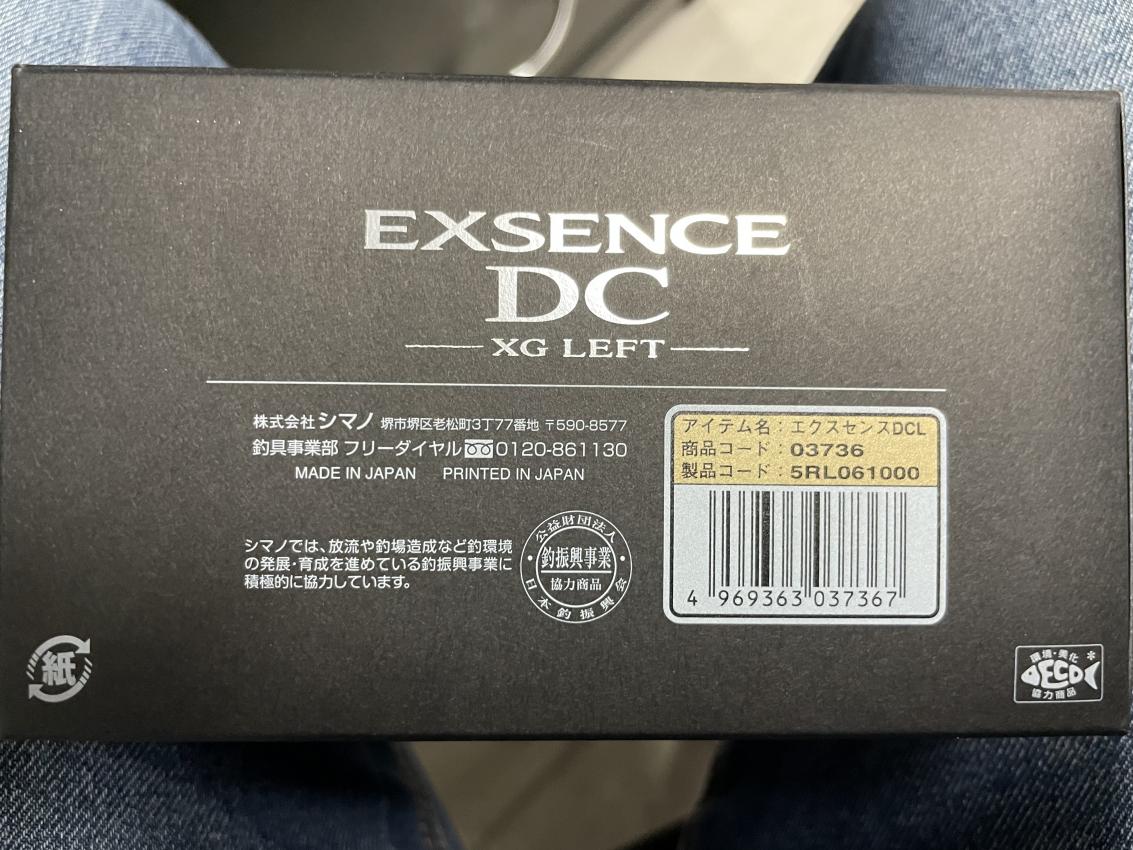 EXSENCE
DC
XG LEFT
株式会社 シマノ 堺市堺区老松町3丁77番地 〒590-8577
釣具事業部 フリーダイヤル 0120-861130
MADE IN JAPAN PRINTED IN JAPAN
シマノでは、放流や釣場造成など釣環境
の発展・育成を進めている釣振興事業に
積極的に協力しています。
公益財団法人
釣振興事業
協力商品
日本釣振興会
アイテム名：エクスセンスDCL
商品コード：03736
製品コード：5RL061000
4 969363 037367
紙
環境・美化
ECO
協力商品